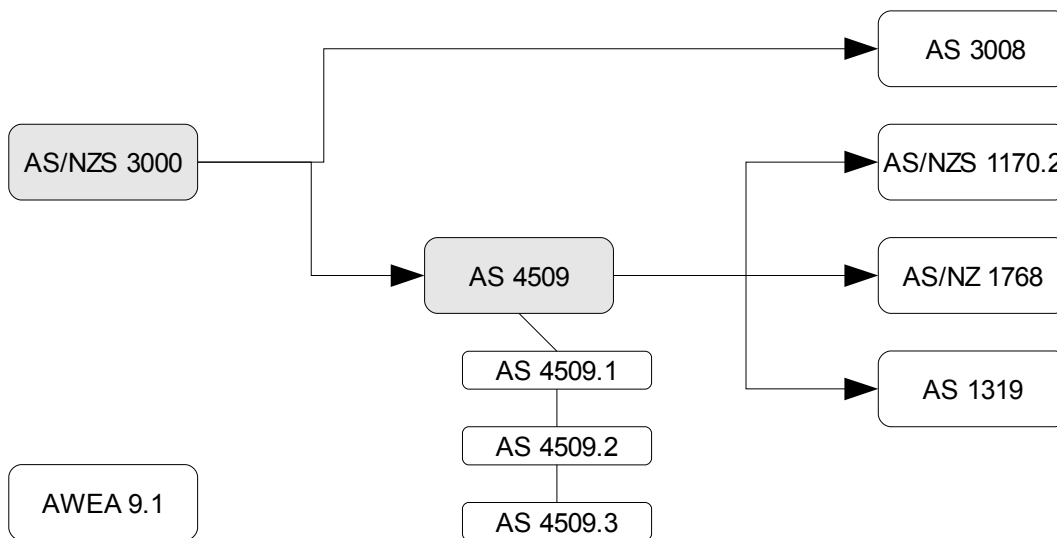 AS 3008
AS/NZS 3000
AS/NZS 1170.2
AS 4509
AS/NZ 1768
AS 4509.1
AS 1319
AS 4509.2
AWEA 9.1
AS 4509.3